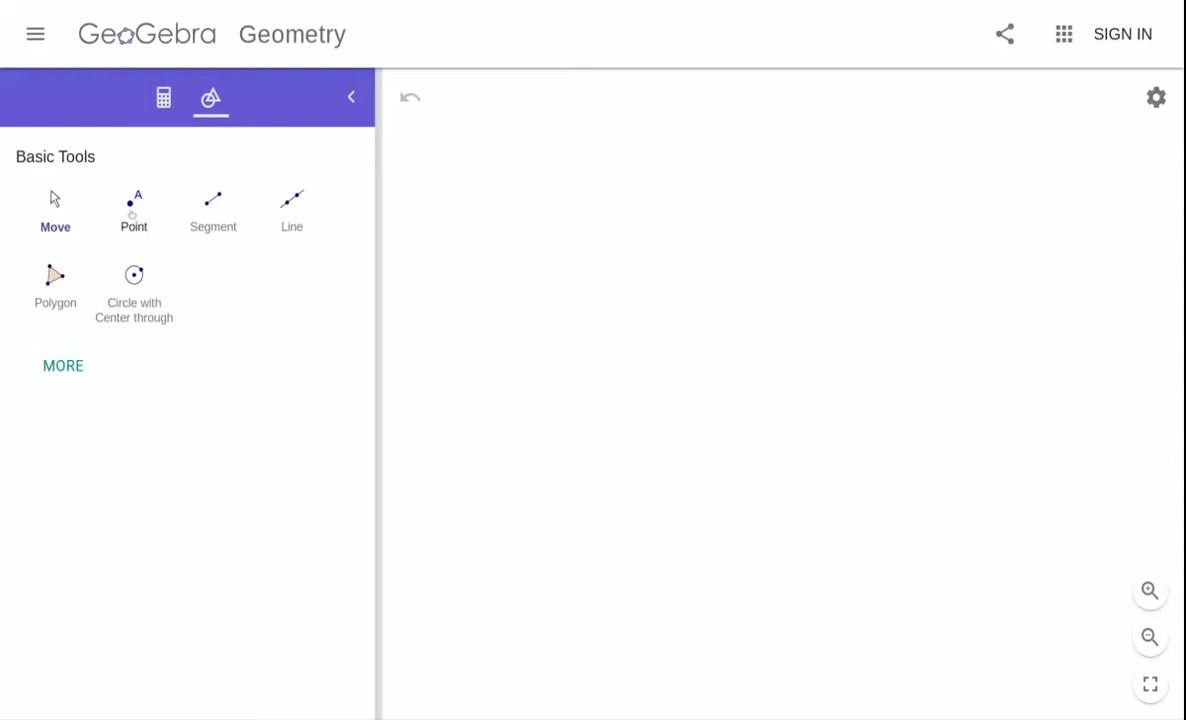 GeoGebra Geometry SIGN IN
Basic Tools
A
Move Point Segment Line
Polygon Circle with
Center through
MORE